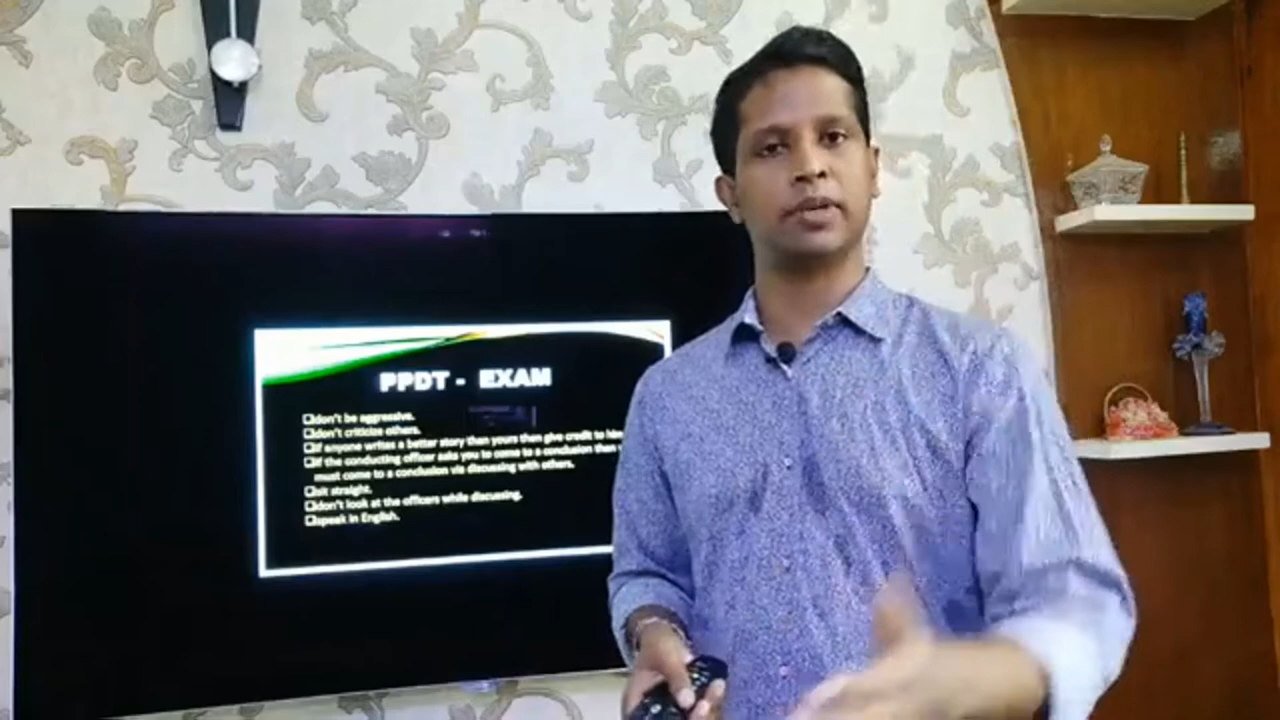 PPDT - EXAM
❑don't be aggressive.
❑don't criticize others.
❑if anyone writes a better story than yours then give credit to him
❑if the conducting officer asks you to come to a conclusion than
must come to a conclusion via discussing with others.
❑sit straight.
❑don't look at the officers while discussing.
❑speak in English.